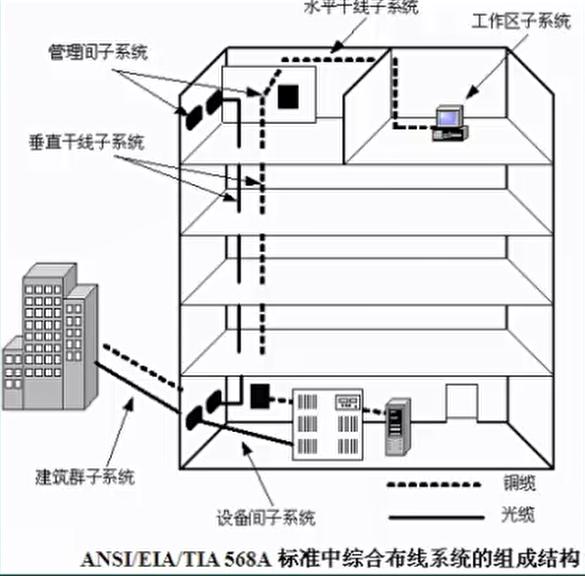 水平干线子系统
工作区子系统
管理间子系统
垂直干线子系统
建筑群子系统
设备间子系统
铜缆
光缆
ANSI/EIA/TIA 568A 标准中综合布线系统的组成结构